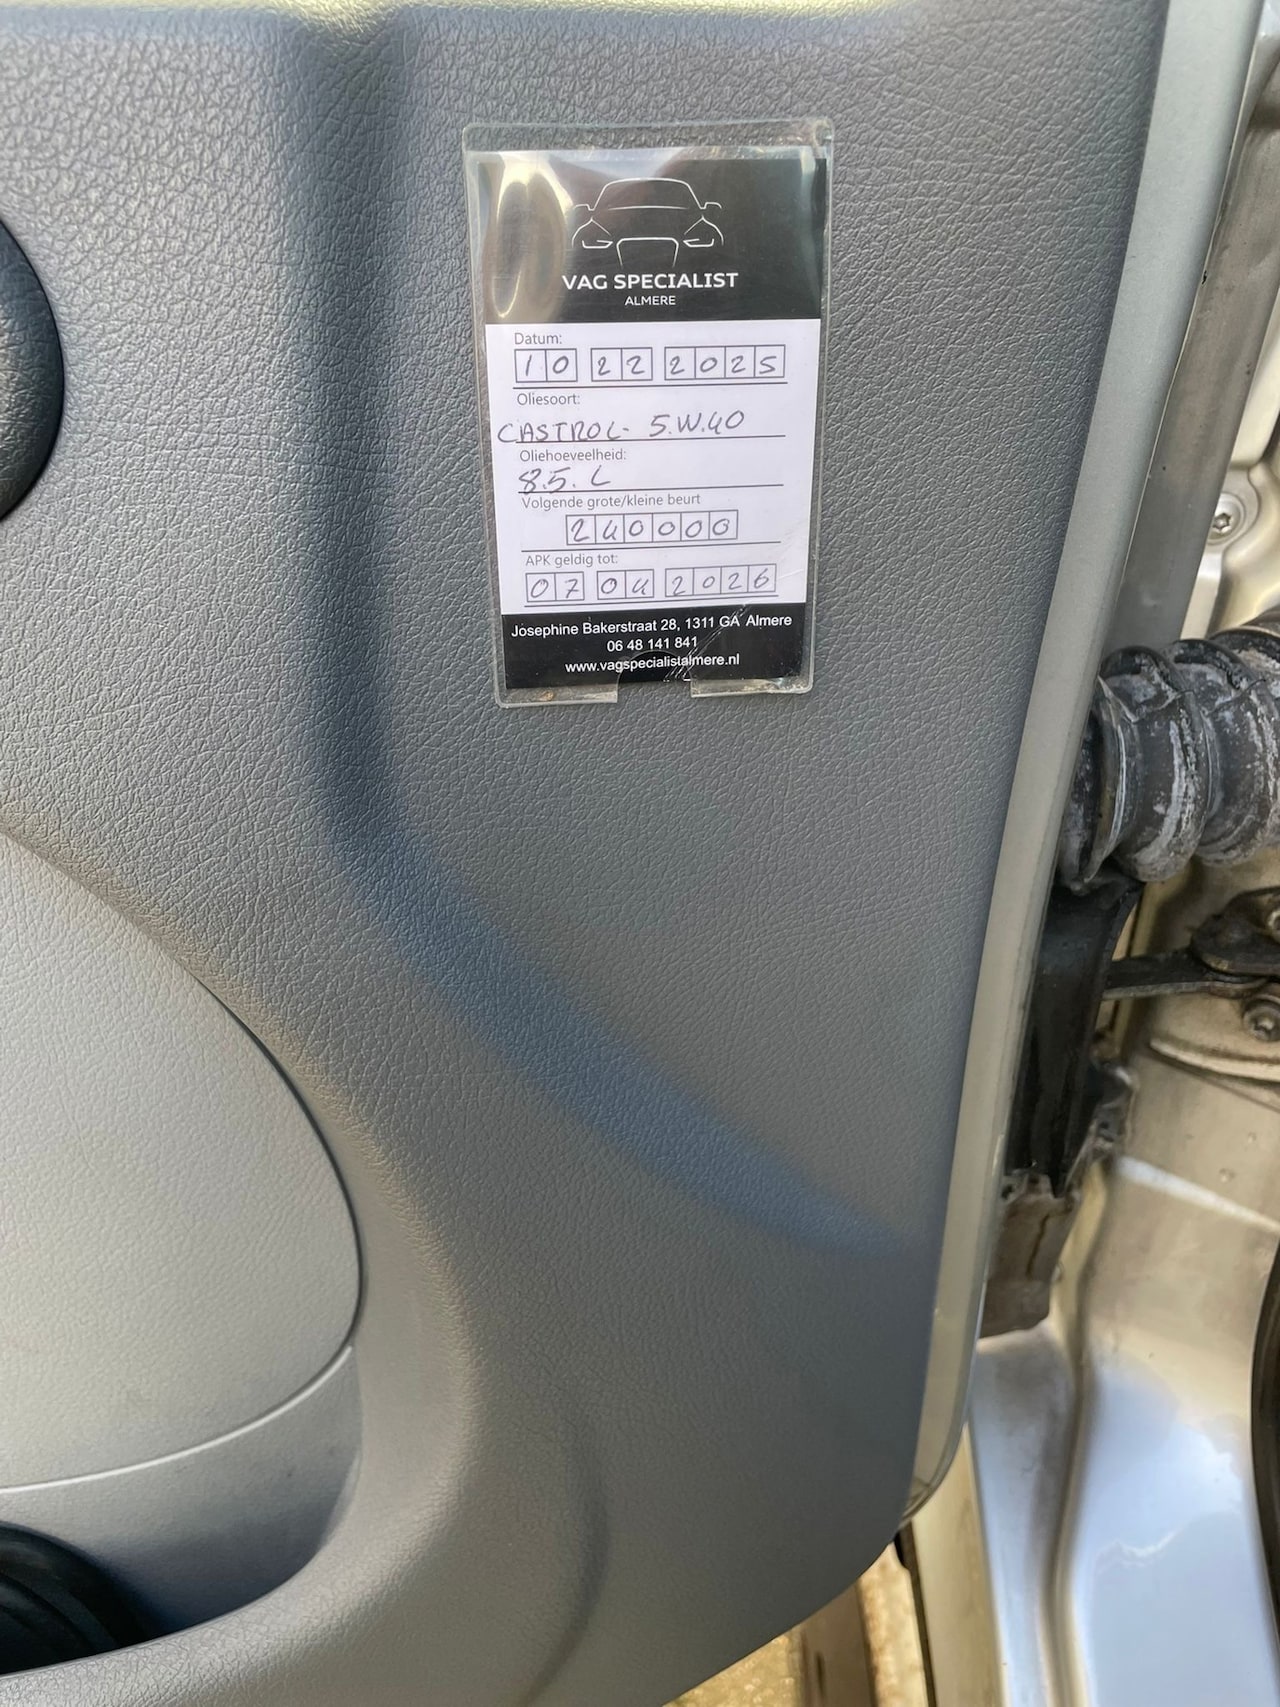 VAG SPECIALIST
ALMERE
Datum:
10 22 2025
Oliesoort:
CASTROL- 5.W.40
Oliehoeveelheid:
8.5. L
Volgende grote/kleine beurt
240000
APK geldig tot:
07 04 2026
Josephine Bakerstraat 28, 1311 GA Almere
06 48 141 841
www.vagspecialistalmere.nl